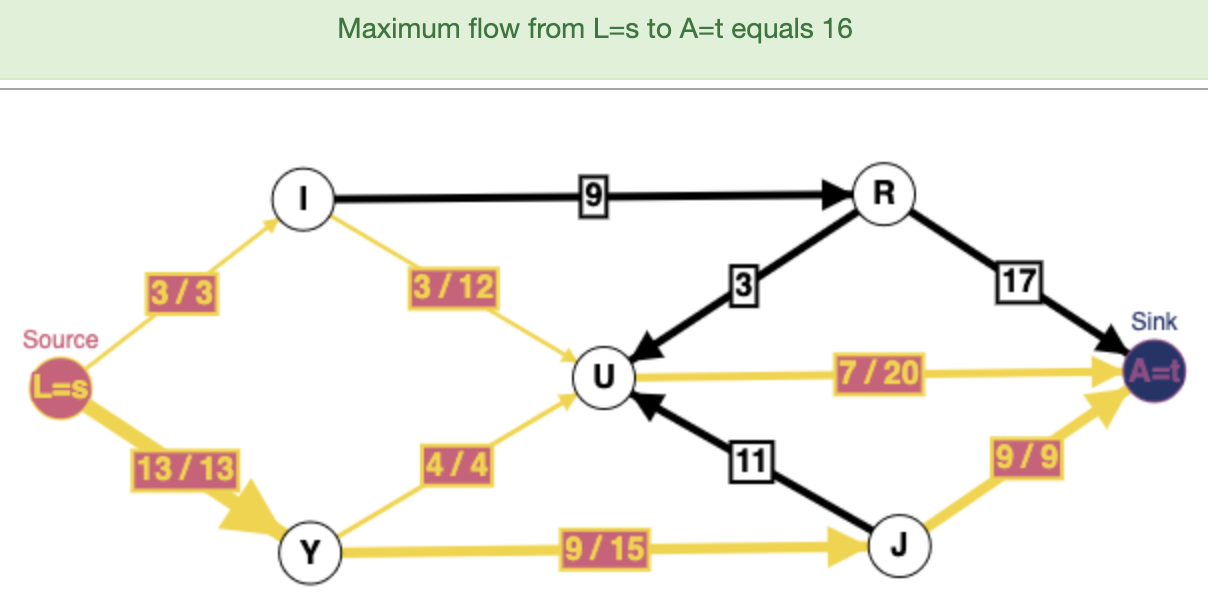 Maximum flow from L=s to A=t equals 16
I
9
R
3 / 3
3 / 12
3
17
Source
Sink
L=s
U
7 / 20
A=t
13 / 13
4 / 4
11
9 / 9
Y
9 / 15
J